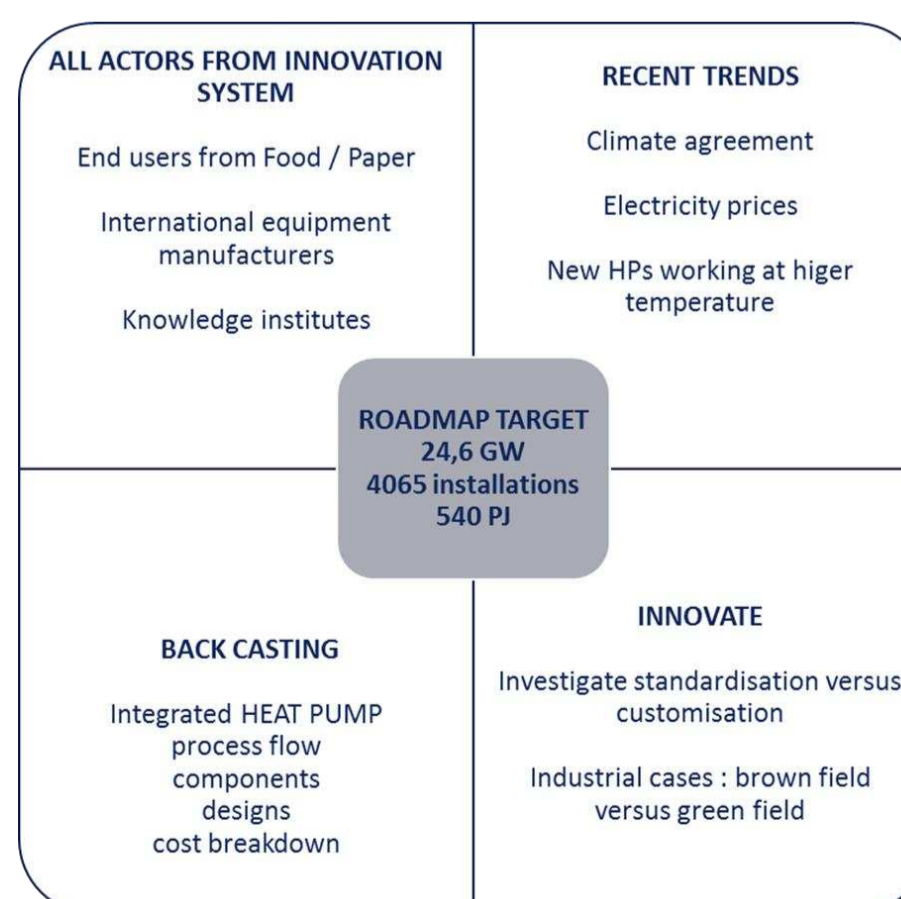 ALL ACTORS FROM INNOVATION
SYSTEM
End users from Food / Paper
International equipment
manufacturers
Knowledge institutes
RECENT TRENDS
Climate agreement
Electricity prices
New HPs working at higer
temperature
ROADMAP TARGET
24,6 GW
4065 installations
540 PJ
BACK CASTING
Integrated HEAT PUMP
process flow
components
designs
cost breakdown
INNOVATE
Investigate standardisation versus
customisation
Industrial cases : brown field
versus green field